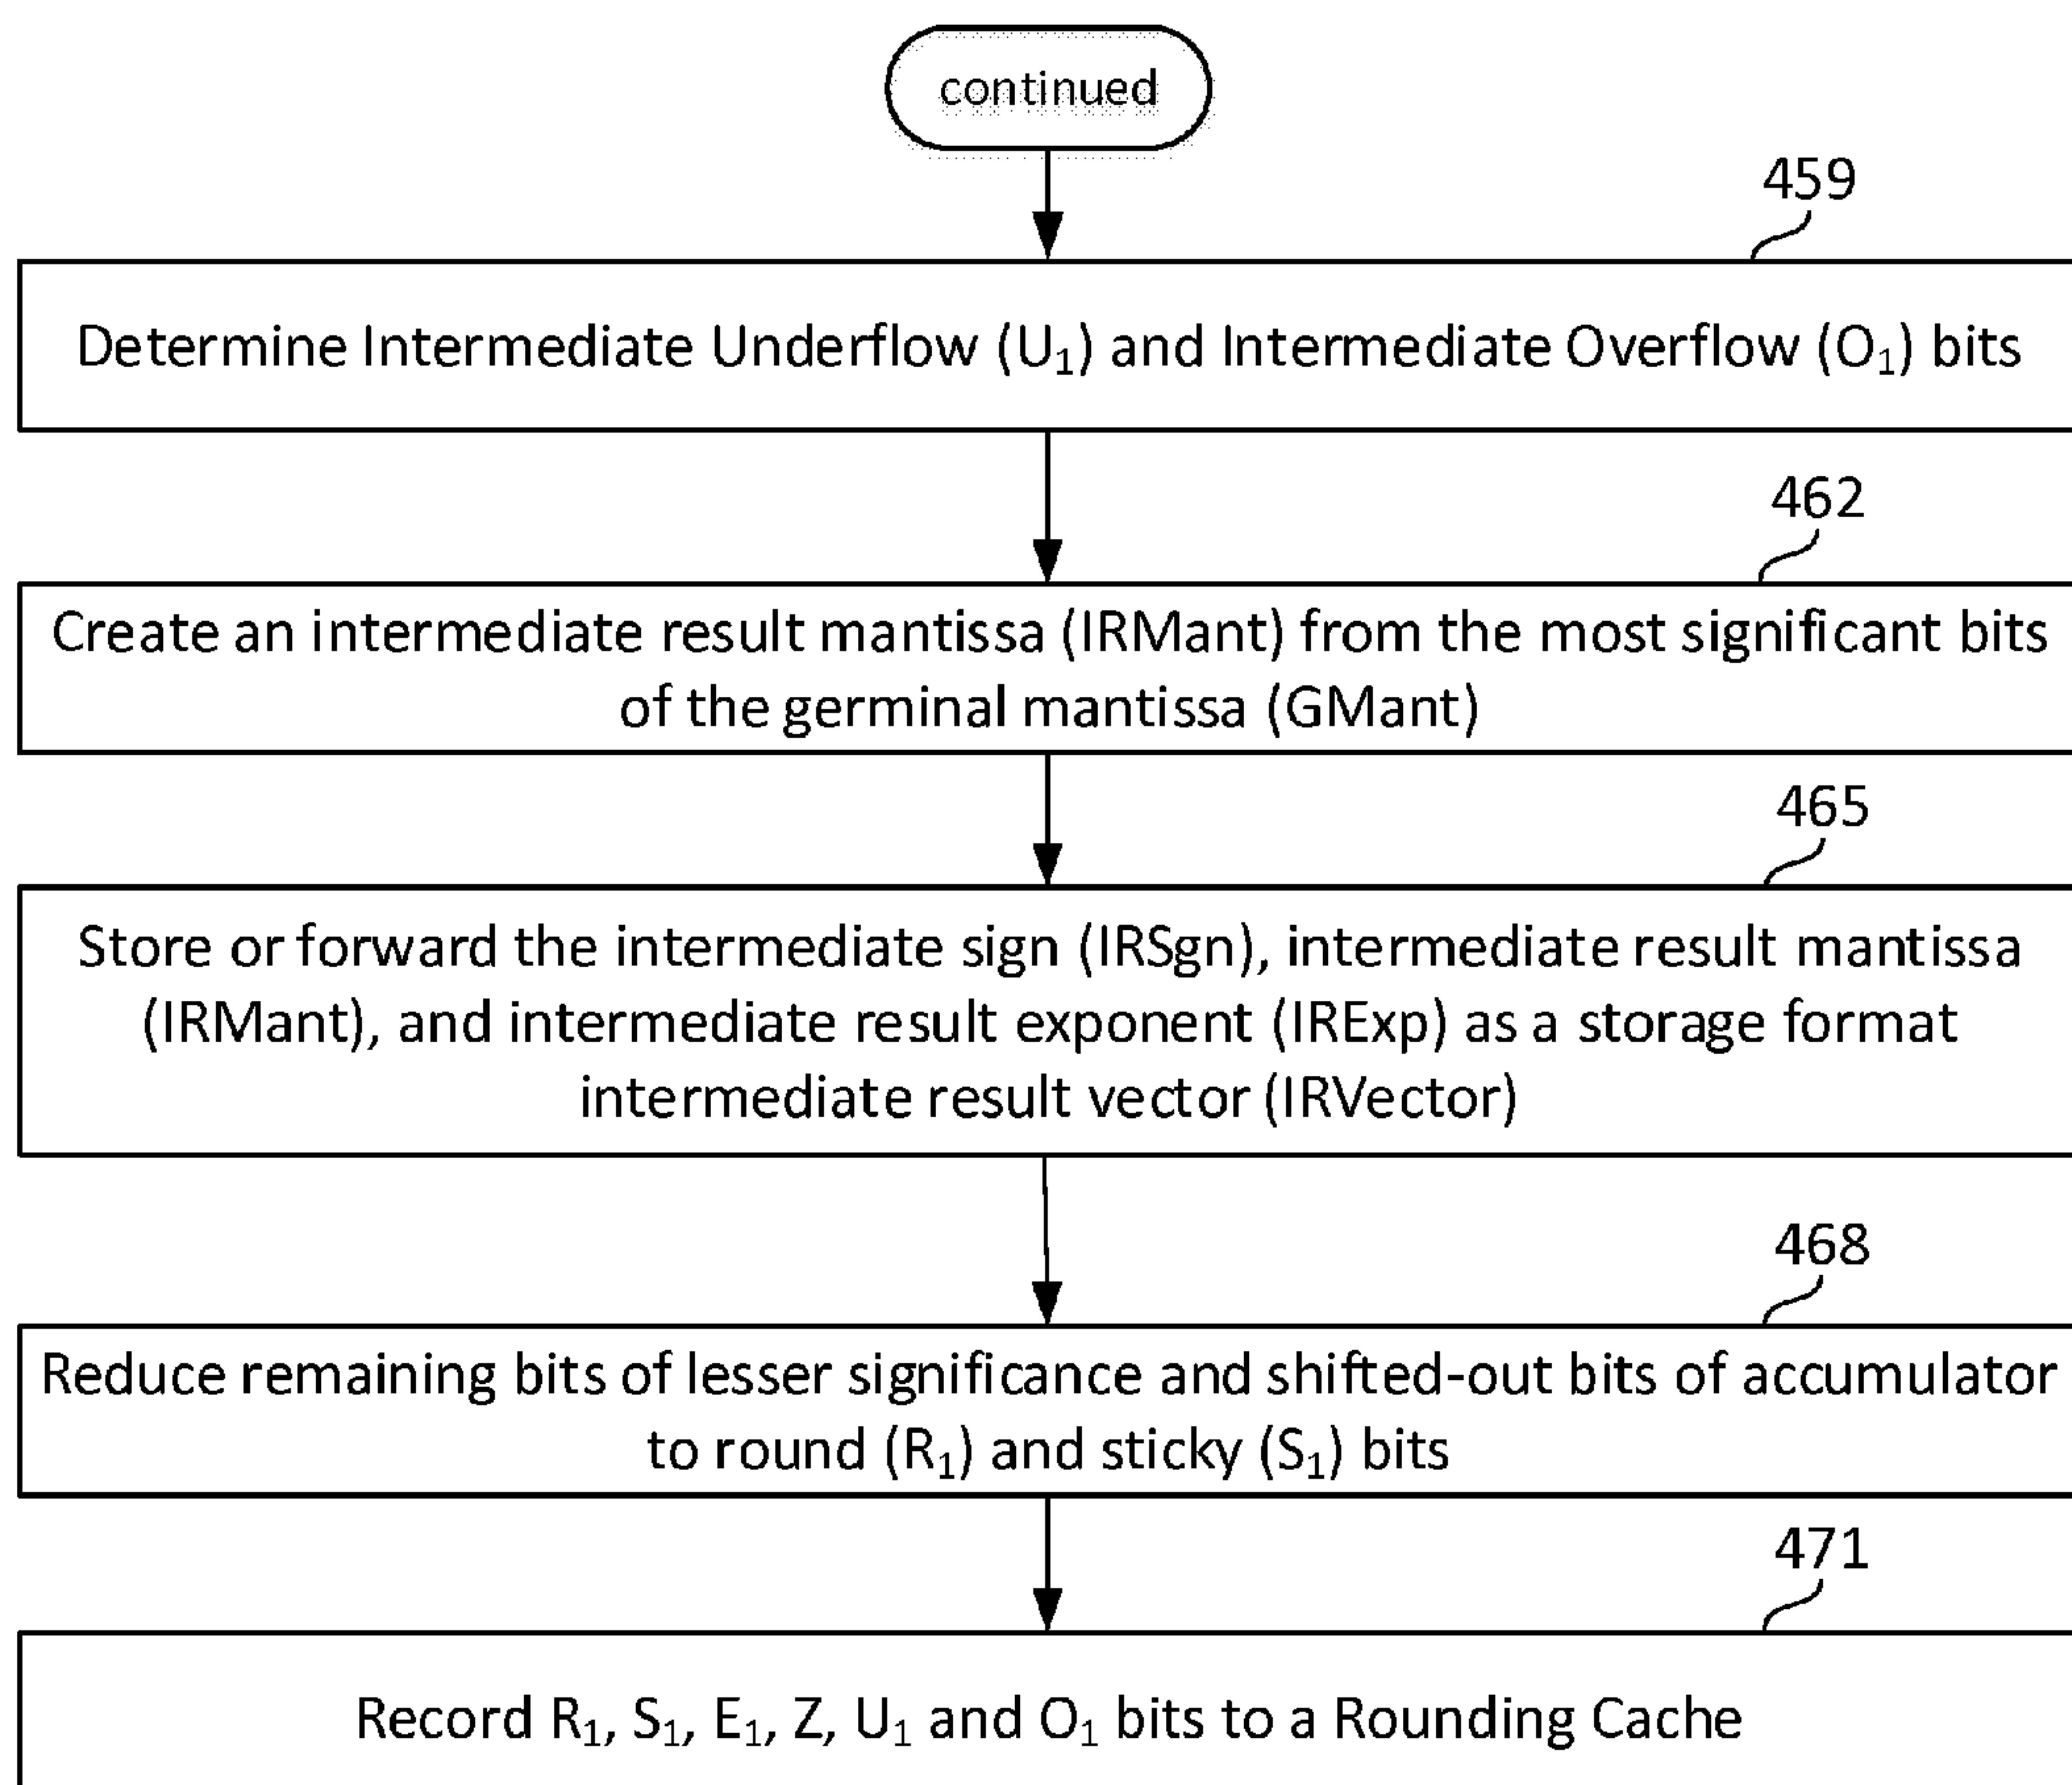 continued
459
Determine Intermediate Underflow (U₁) and Intermediate Overflow (O₁) bits
462
Create an intermediate result mantissa (IRMant) from the most significant bits
of the germinal mantissa (GMant)
465
Store or forward the intermediate sign (IRSgn), intermediate result mantissa
(IRMant), and intermediate result exponent (IRExp) as a storage format
intermediate result vector (IRVector)
468
Reduce remaining bits of lesser significance and shifted-out bits of accumulator
to round (R₁) and sticky (S₁) bits
471
Record R₁, S₁, E₁, Z, U₁ and O₁ bits to a Rounding Cache